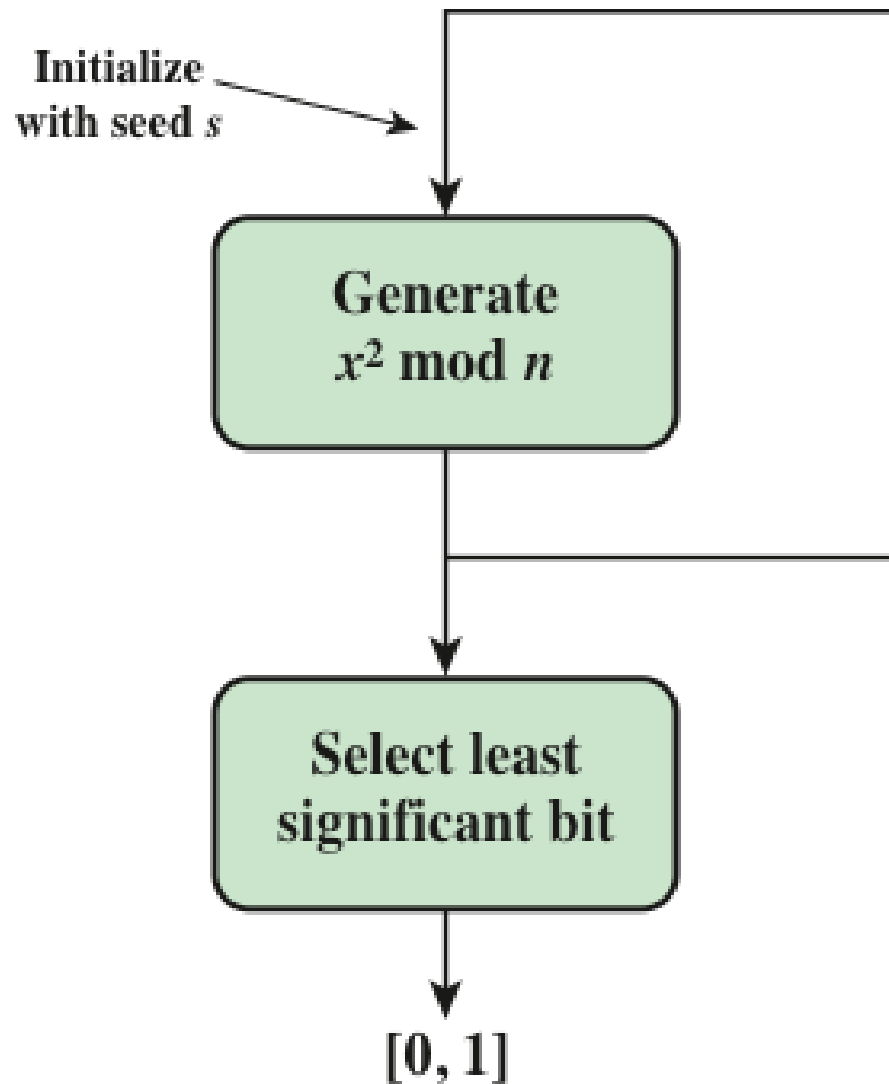 Initialize
with seed s
Generate
x² mod n
Select least
significant bit
[0, 1]